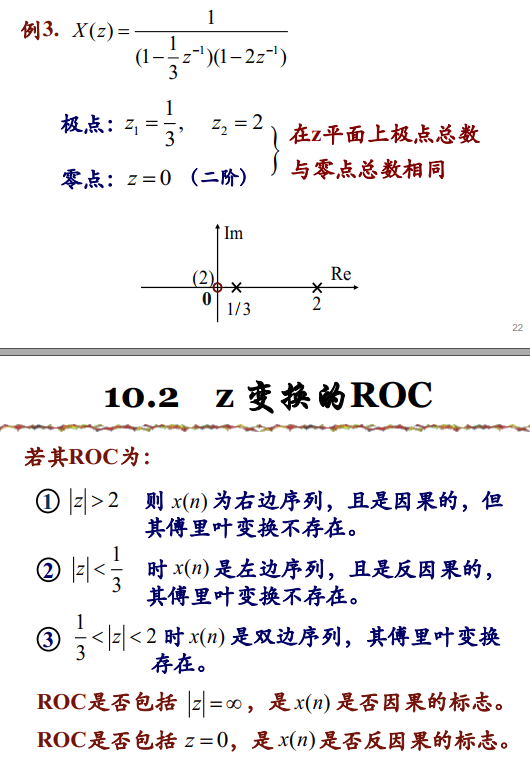 例3. X(z) = \frac{1}{(1-\frac{1}{3}z^{-1})(1-2z^{-1})}
极点：z_1 = \frac{1}{3}, z_2 = 2
零点：z = 0（二阶）
在z平面上极点总数
与零点总数相同
Im
(2)
Re
0
1/3
2
22
10.2 z 变换的ROC
若其ROC为：
① |z| > 2 则 x(n) 为右边序列，且是因果的，但
其傅里叶变换不存在。
② |z| < \frac{1}{3} 时 x(n) 是左边序列，且是反因果的，
其傅里叶变换不存在。
③ \frac{1}{3} < |z| < 2 时 x(n) 是双边序列，其傅里叶变换
存在。
ROC是否包括 |z| = ∞，是 x(n) 是否因果的标志。
ROC是否包括 z = 0，是 x(n) 是否反因果的标志。